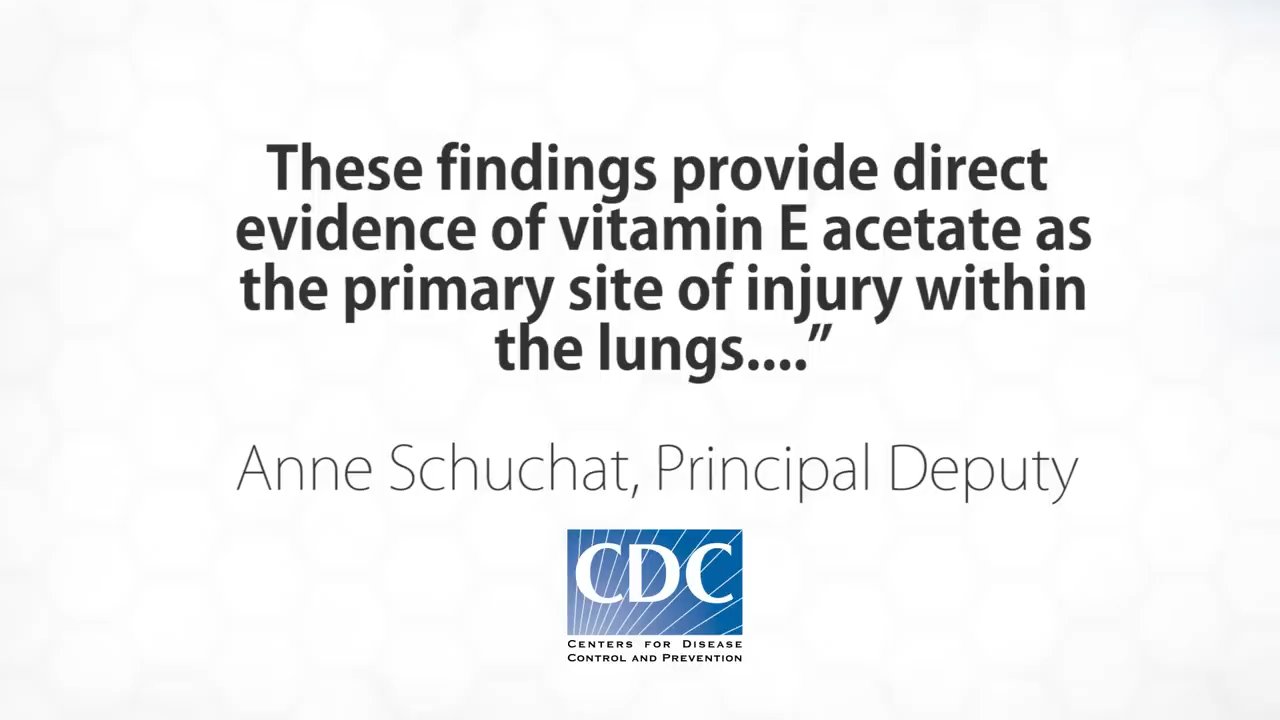 These findings provide direct
evidence of vitamin E acetate as
the primary site of injury within
the lungs....”
Anne Schuchat, Principal Deputy
CDC
CENTERS FOR DISEASE
CONTROL AND PREVENTION